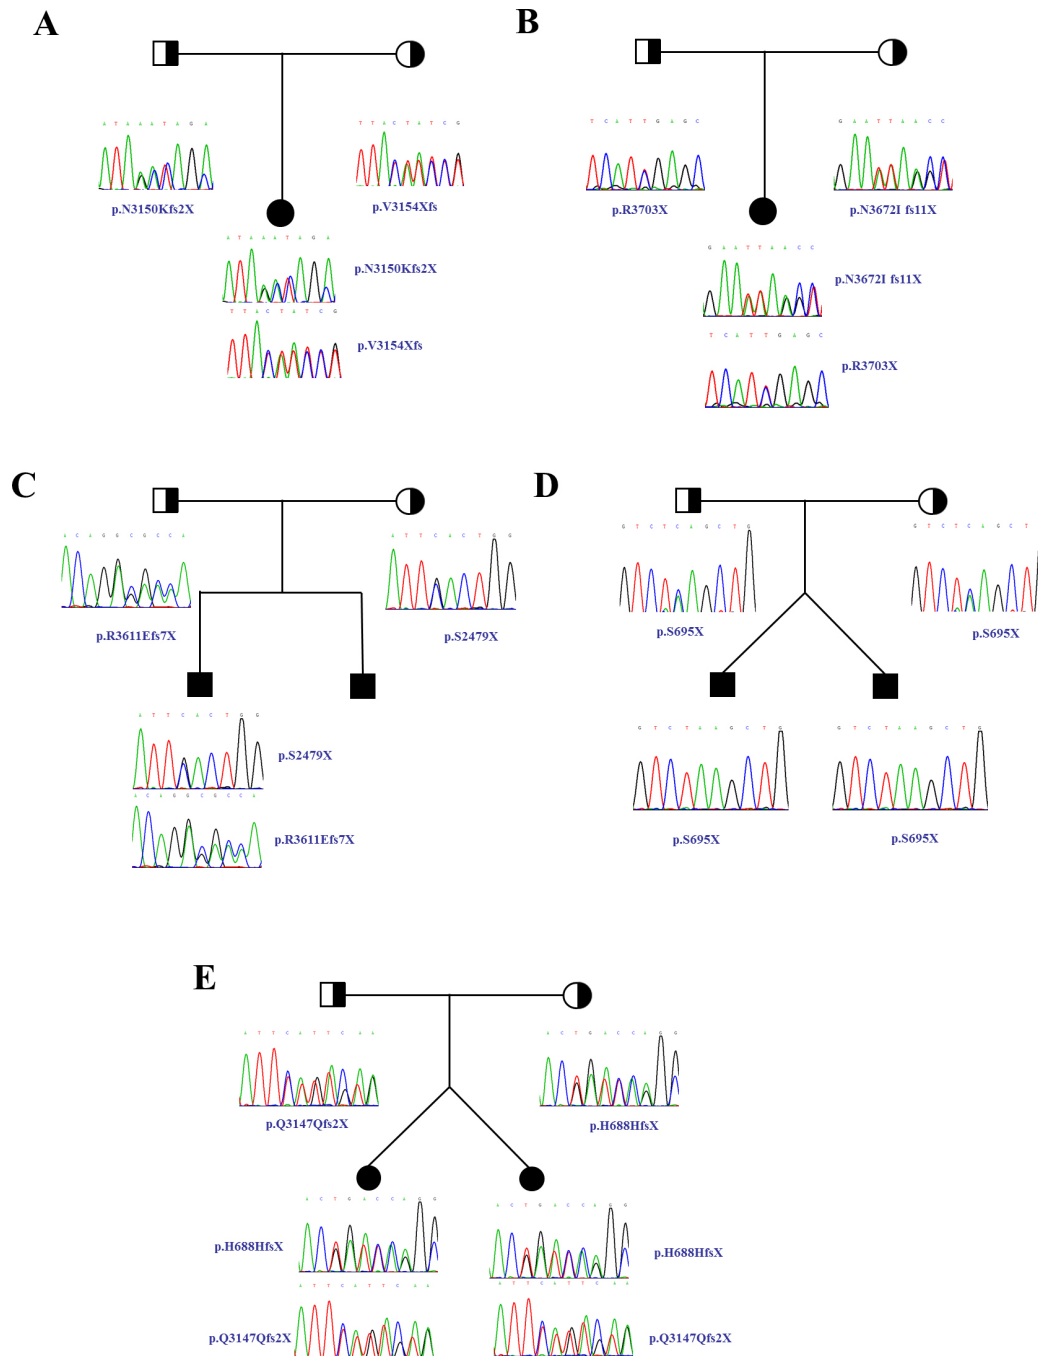 A
B
A T A A A T A G A
T T A C T A T C G
T C A T T G A G C
G A A T T A A C C
p.N3150Kfs2X
p.V3154Xfs
p.R3703X
p.N3672I fs11X
A T A A A T A G A
p.N3150Kfs2X
T T A C T A T C G
p.V3154Xfs
G A A T T A A C C
p.N3672I fs11X
T C A T T G A G C
p.R3703X
C
D
A C A G G C G C C A
A T T C A C T G G
G T C T C A G C T G
G T C T C A G C T
p.R3611Efs7X
p.S2479X
p.S695X
p.S695X
A T T C A C T G G
p.S2479X
A C A G G C G C C A
p.R3611Efs7X
G T C T A A G C T G
G T C T A A G C T G
p.S695X
p.S695X
E
A T T C A T T C A A
A C T G A C C A G G
p.Q3147Qfs2X
p.H688HfsX
A C T G A C C A G G
p.H688HfsX
A C T G A C C A G G
p.H688HfsX
A T T C A T T C A A
p.Q3147Qfs2X
A T T C A T T C A A
p.Q3147Qfs2X